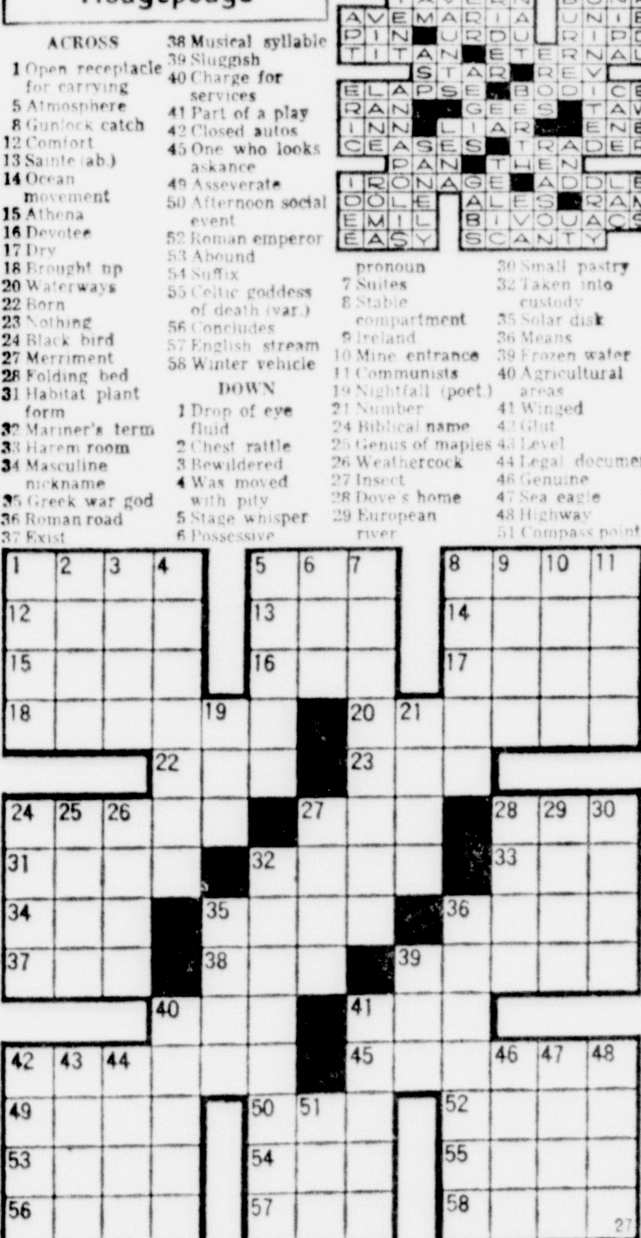 Hodgepodge
ACROSS
1 Open receptacle
for carrying
5 Atmosphere
8 Gunlock catch
12 Comfort
13 Sainte (ab.)
14 Ocean
movement
15 Athena
16 Devotee
17 Dry
18 Brought up
20 Waterways
22 Born
23 Nothing
24 Black bird
27 Merriment
28 Folding bed
31 Habitat plant
form
32 Mariner's term
33 Harem room
34 Masculine
nickname
35 Greek war god
36 Roman road
37 Exist
38 Musical syllable
39 Sluggish
40 Charge for
services
41 Part of a play
42 Closed autos
45 One who looks
askance
49 Asseverate
50 Afternoon social
event
52 Roman emperor
53 Abound
54 Suffix
55 Celtic goddess
of death (var.)
56 Concludes
57 English stream
58 Winter vehicle
DOWN
1 Drop of eye
fluid
2 Chest rattle
3 Bewildered
4 Was moved
with pity
5 Stage whisper
6 Possessive
pronoun
7 Suites
8 Stable
compartment
9 Ireland
10 Mine entrance
11 Communists
19 Nightfall (poet.)
21 Number
24 Biblical name
25 Genus of maples
26 Weathercock
27 Insect
28 Dove's home
29 European
river
30 Small pastry
32 Taken into
custody
35 Solar disk
36 Means
39 Frozen water
40 Agricultural
areas
41 Winged
42 Glut
43 Level
44 Legal docume
46 Genuine
47 Sea eagle
48 Highway
51 Compass point
AVEMARIA UNI
PIN URDU RIP
TITAN ETERNA
STAR REV
ELAPSE BODICE
RAN GEES TAV
INN LIAR EN
CEASES TRADER
PAN THEN
IRONAGE ADDLE
DOLE ALES RAN
EMIL BIVOUACS
EASY SCANTY
1 2 3 4 5 6 7 8 9 10 11
12 13 14
15 16 17
18 19 20 21
22 23
24 25 26 27 28 29 30
31 32 33
34 35 36
37 38 39
40 41
42 43 44 45 46 47 48
49 50 51 52
53 54 55
56 57 58
27